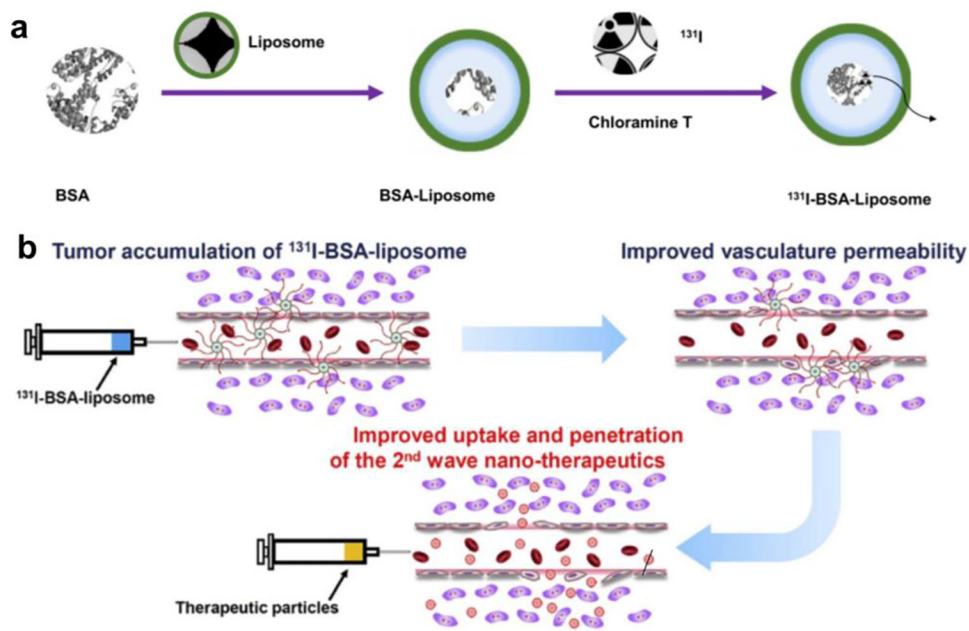 a
Liposome
¹³¹I
Chloramine T
BSA
BSA-Liposome
¹³¹I-BSA-Liposome
b
Tumor accumulation of ¹³¹I-BSA-liposome
Improved vasculature permeability
¹³¹I-BSA-liposome
Improved uptake and penetration
of the 2ⁿᵈ wave nano-therapeutics
Therapeutic particles